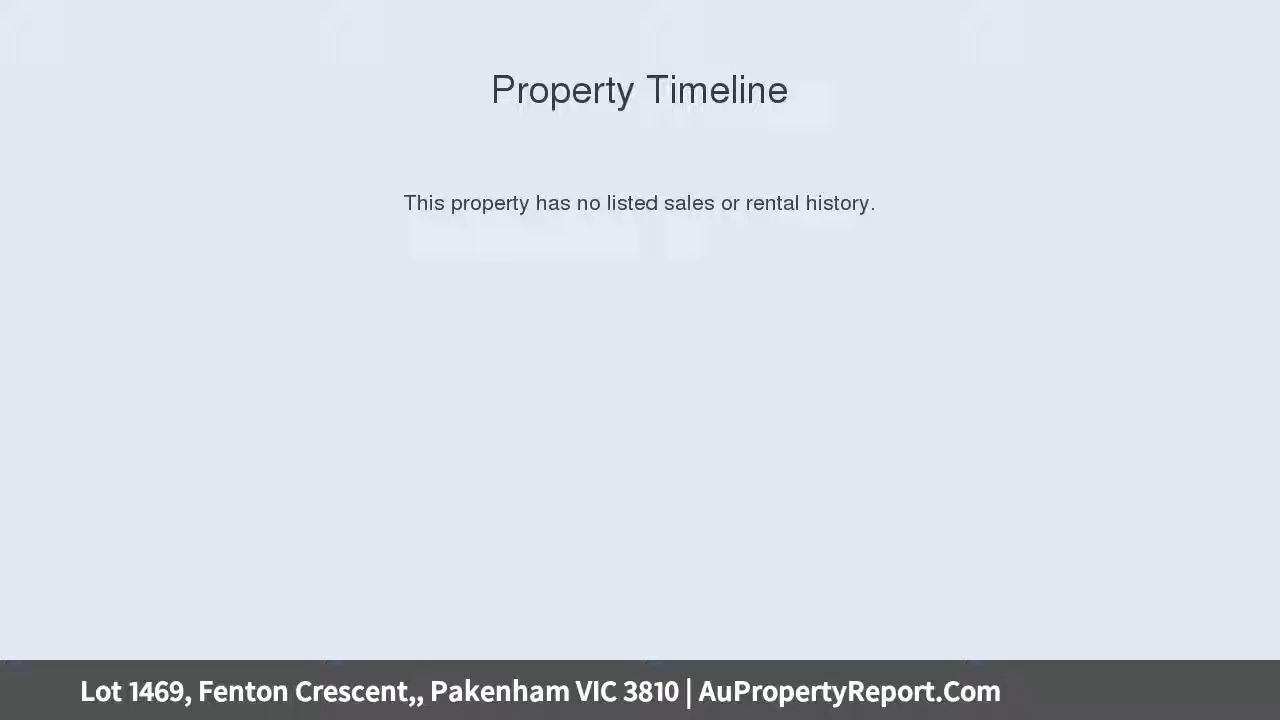 Property Timeline
This property has no listed sales or rental history.
Lot 1469, Fenton Crescent,, Pakenham VIC 3810 | AuPropertyReport.Com